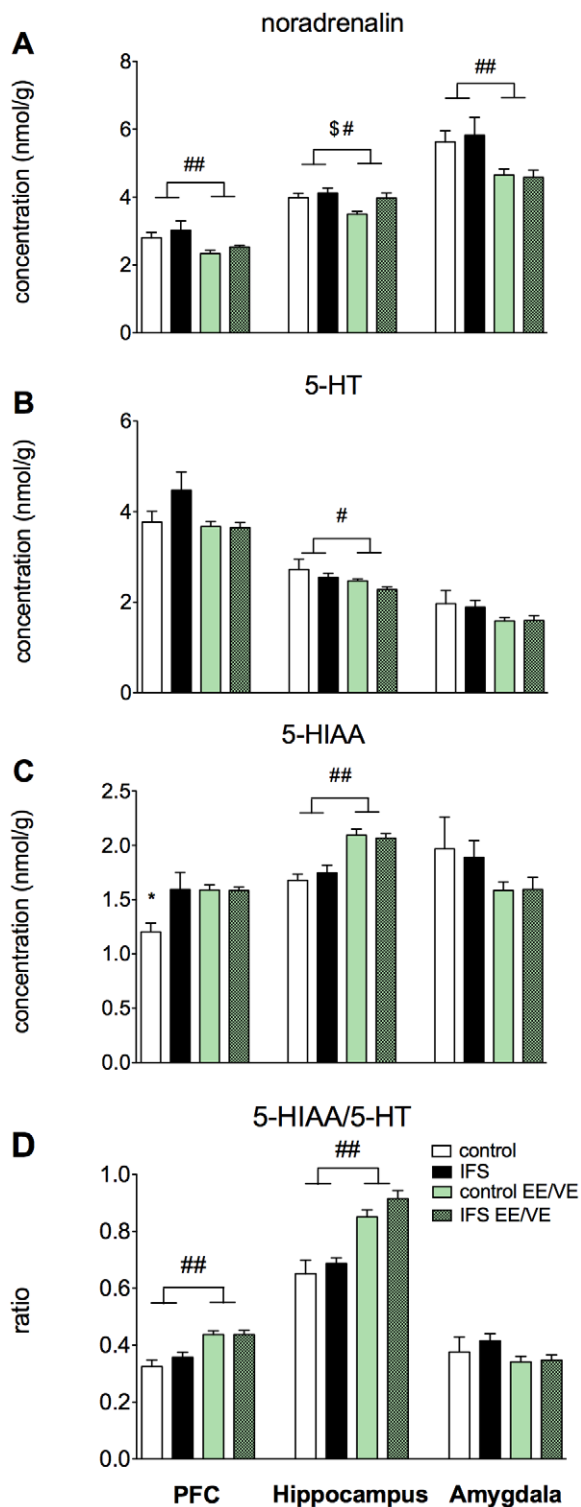 noradrenalin
A
concentration (nmol/g)
8
6
4
2
0
##
$ #
##
5-HT
B
concentration (nmol/g)
6
4
2
0
#
5-HIAA
C
concentration (nmol/g)
2.5
2.0
1.5
1.0
0.5
0.0
*
##
5-HIAA/5-HT
D
ratio
1.0
0.8
0.6
0.4
0.2
0.0
##
##
control
IFS
control EE/VE
IFS EE/VE
PFC Hippocampus Amygdala